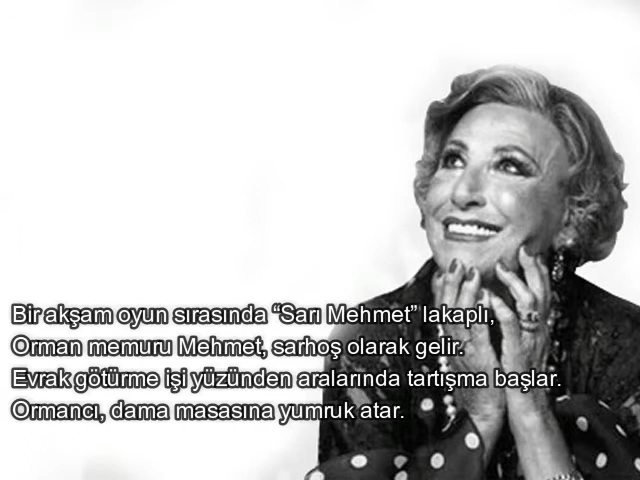 Bir akşam oyun sırasında “Sarı Mehmet” lakaplı,
Orman memuru Mehmet, sarhoş olarak gelir.
Evrak götürme işi yüzünden aralarında tartışma başlar.
Ormancı, dama masasına yumruk atar.